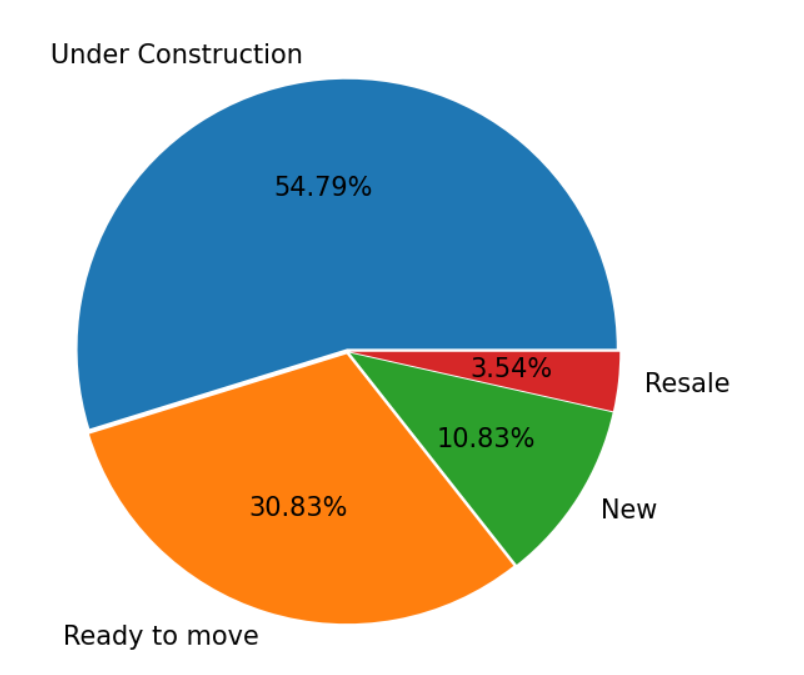 Under Construction
54.79%
3.54%
Resale
10.83%
30.83%
New
Ready to move